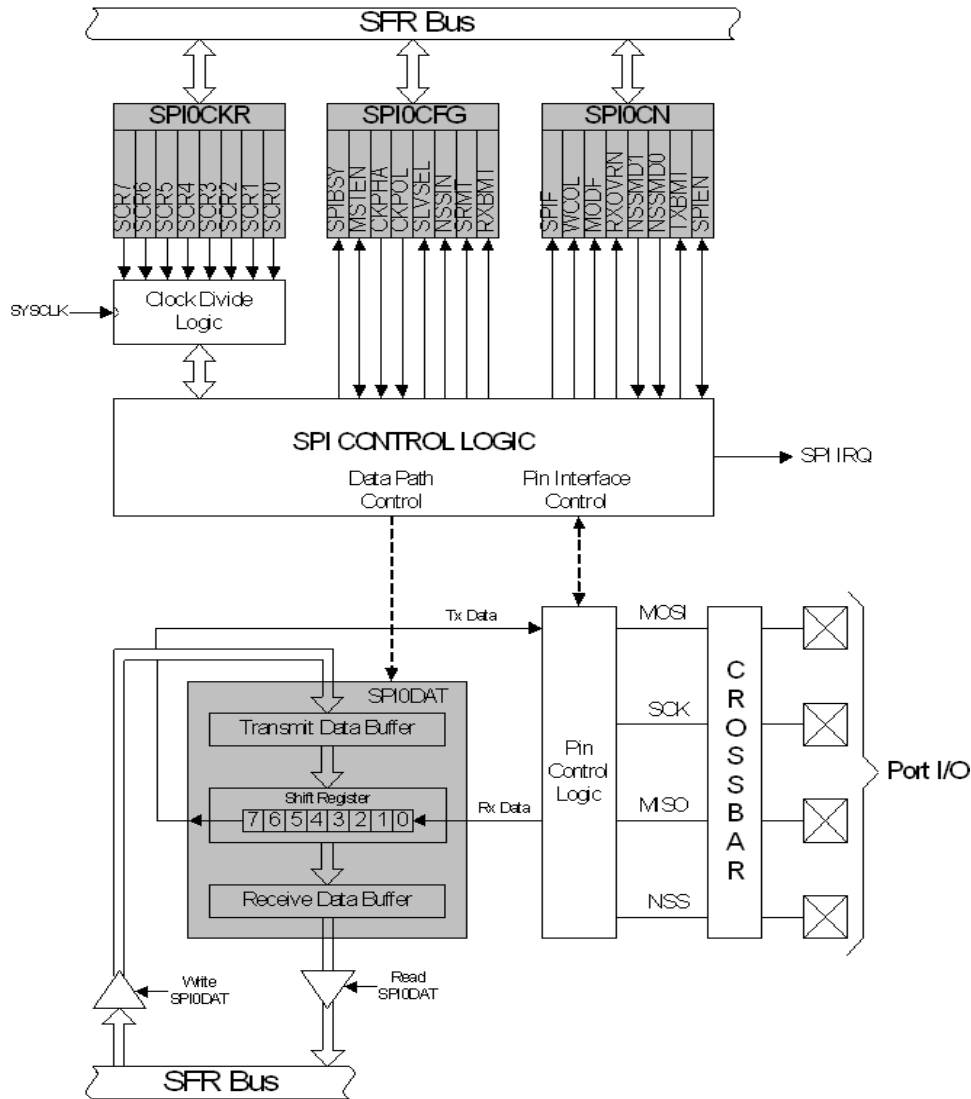 SFR Bus
SPI0CKR
SCR7
SCR6
SCR5
SCR4
SCR3
SCR2
SCR1
SCR0
SPI0CFG
SPIBSY
MSTEN
CKPHA
CKPOL
SLVSEL
NSSIN
SRMT
RXBMT
SPI0CN
SPIF
WCOL
MODF
RXOVRN
NSSMD1
NSSMD0
TXBMT
SPIEN
SYSCLK
Clock Divide
Logic
SPI CONTROL LOGIC
Data Path
Control
Pin Interface
Control
SPI IRQ
Tx Data
SPI0DAT
Transmit Data Buffer
Shift Register
7 6 5 4 3 2 1 0
Rx Data
Receive Data Buffer
Pin
Control
Logic
MOSI
SCK
MISO
NSS
CROSSBAR
Port I/O
Write
SPI0DAT
Read
SPI0DAT
SFR Bus